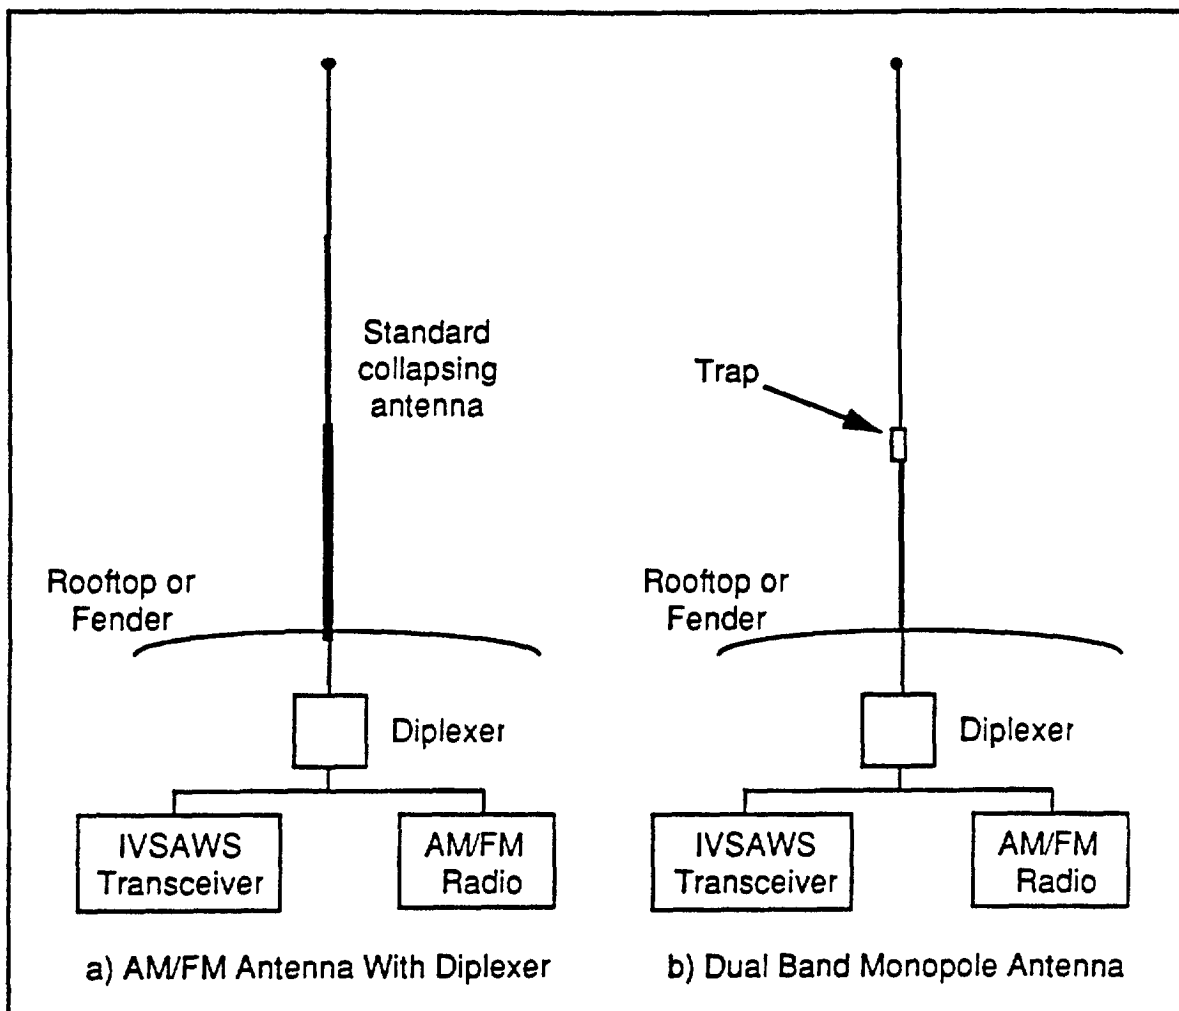 Standard
collapsing
antenna
Rooftop or
Fender
Diplexer
IVSAWS
Transceiver
AM/FM
Radio
a) AM/FM Antenna With Diplexer
Trap
Rooftop or
Fender
Diplexer
IVSAWS
Transceiver
AM/FM
Radio
b) Dual Band Monopole Antenna